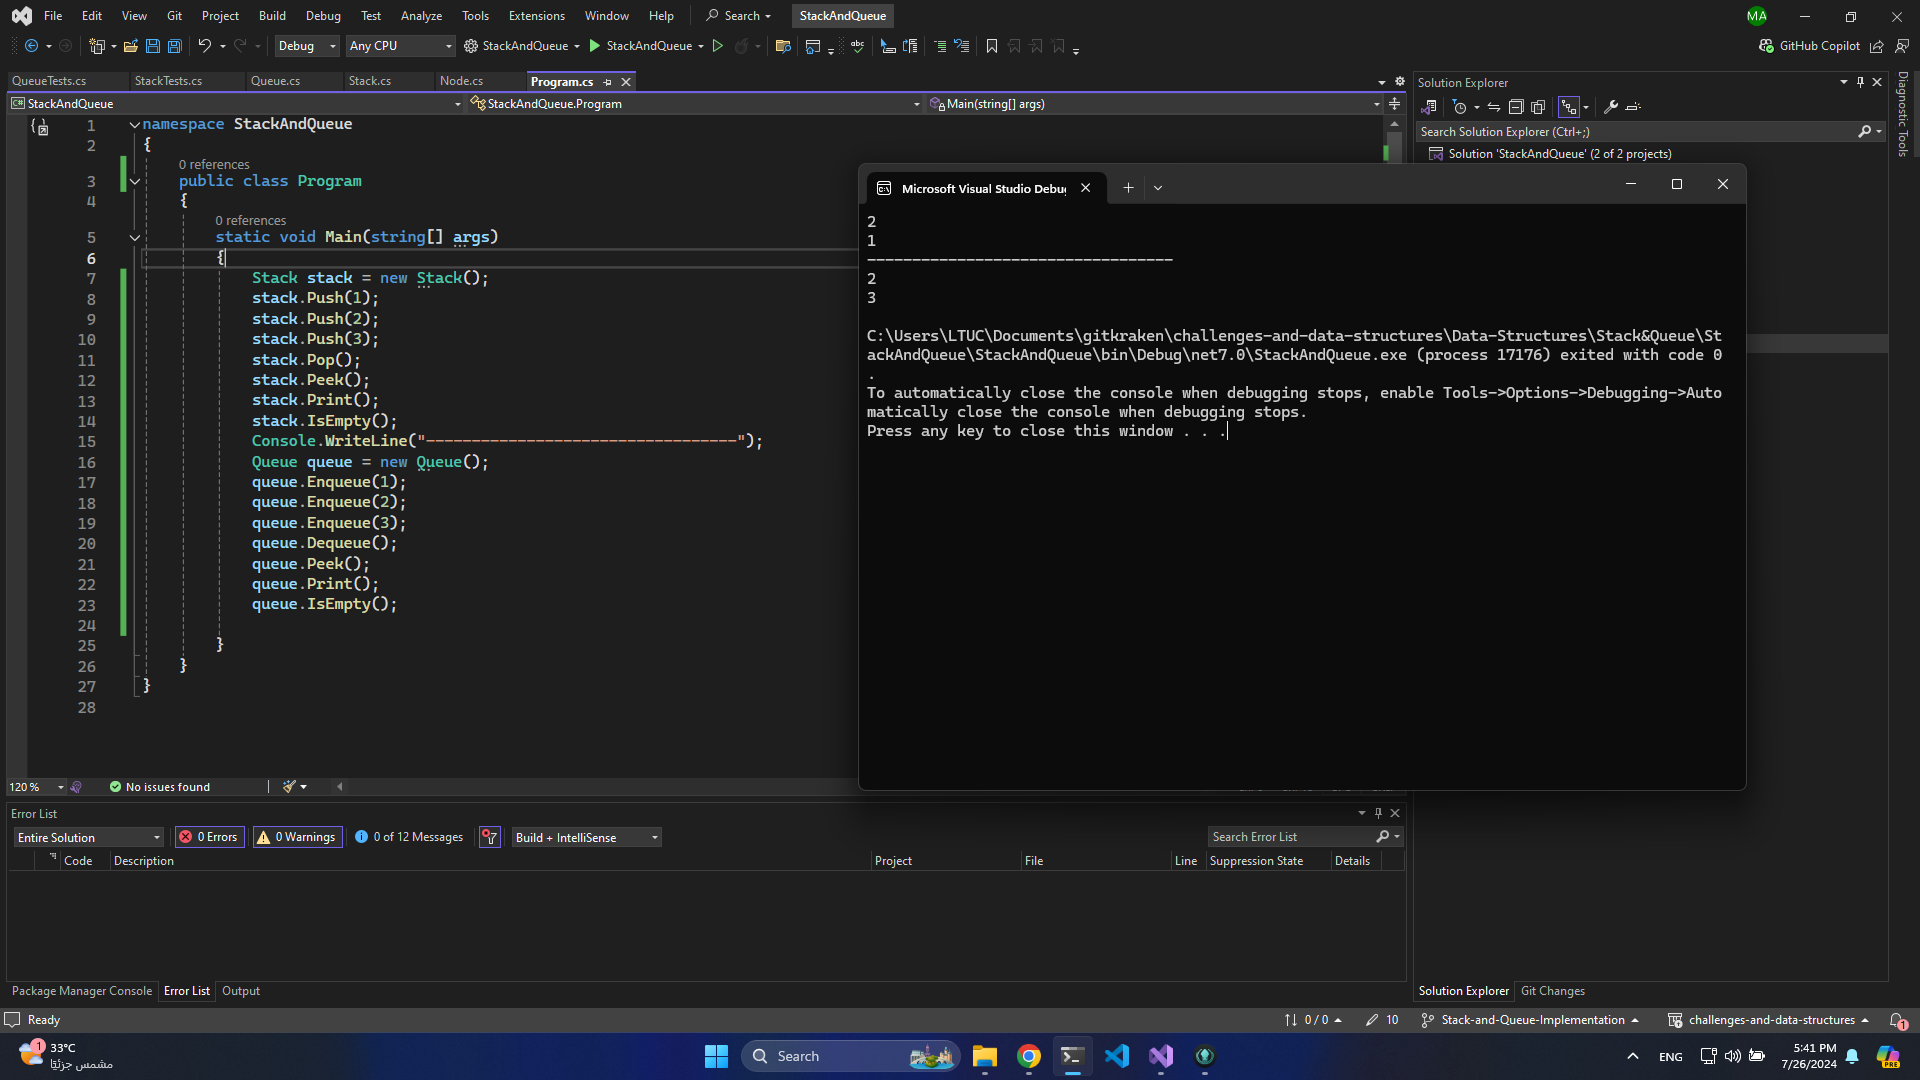 File Edit View Git Project Build Debug Test Analyze Tools Extensions Window Help Search StackAndQueue MA
Debug Any CPU StackAndQueue StackAndQueue GitHub Copilot
QueueTests.cs StackTests.cs Queue.cs Stack.cs Node.cs Program.cs
StackAndQueue StackAndQueue.Program Main(string[] args)
1 namespace StackAndQueue
2 {
0 references
3 public class Program
4 {
0 references
5 static void Main(string[] args)
6 {
7 Stack stack = new Stack();
8 stack.Push(1);
9 stack.Push(2);
10 stack.Push(3);
11 stack.Pop();
12 stack.Peek();
13 stack.Print();
14 stack.IsEmpty();
15 Console.WriteLine("----------------------------------");
16 Queue queue = new Queue();
17 queue.Enqueue(1);
18 queue.Enqueue(2);
19 queue.Enqueue(3);
20 queue.Dequeue();
21 queue.Peek();
22 queue.Print();
23 queue.IsEmpty();
24
25 }
26 }
27 }
28
Solution Explorer
Search Solution Explorer (Ctrl+;)
Solution 'StackAndQueue' (2 of 2 projects)
Diagnostic Tools
Microsoft Visual Studio Debu
2
1
----------------------------------
2
3
C:\Users\LTUC\Documents\gitkraken\challenges-and-data-structures\Data-Structures\Stack&Queue\St
ackAndQueue\StackAndQueue\bin\Debug\net7.0\StackAndQueue.exe (process 17176) exited with code 0
.
To automatically close the console when debugging stops, enable Tools->Options->Debugging->Auto
matically close the console when debugging stops.
Press any key to close this window . . .
120 % No issues found
Error List
Entire Solution 0 Errors 0 Warnings 0 of 12 Messages Build + IntelliSense Search Error List
Code Description Project File Line Suppression State Details
Package Manager Console Error List Output
Solution Explorer Git Changes
Ready 0 / 0 10 Stack-and-Queue-Implementation challenges-and-data-structures 1
1 33°C
مشمس جزئيًا
Search
ENG
5:41 PM
7/26/2024
PRE